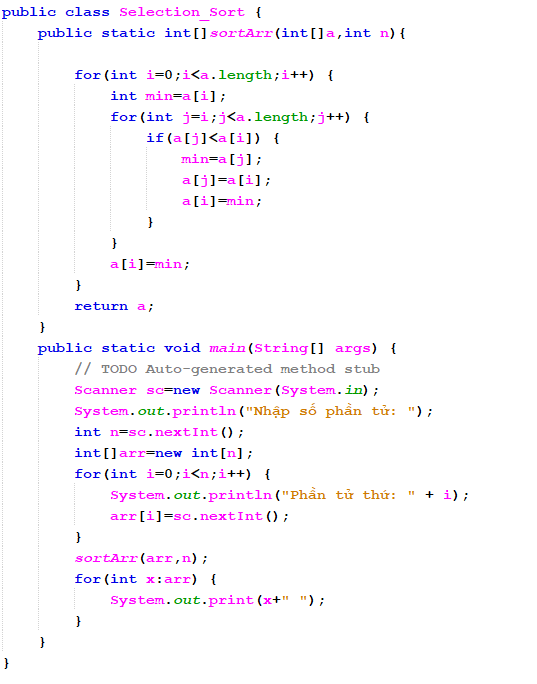 public class Selection_Sort {
public static int[]sortArr(int[]a,int n){
for(int i=0;i<a.length;i++) {
int min=a[i];
for(int j=i;j<a.length;j++) {
if(a[j]<a[i]) {
min=a[j];
a[j]=a[i];
a[i]=min;
}
}
a[i]=min;
}
return a;
}
public static void main(String[] args) {
// TODO Auto-generated method stub
Scanner sc=new Scanner(System.in);
System.out.println("Nhập số phần tử: ");
int n=sc.nextInt();
int[]arr=new int[n];
for(int i=0;i<n;i++) {
System.out.println("Phần tử thứ: " + i);
arr[i]=sc.nextInt();
}
sortArr(arr,n);
for(int x:arr) {
System.out.print(x+" ");
}
}
}